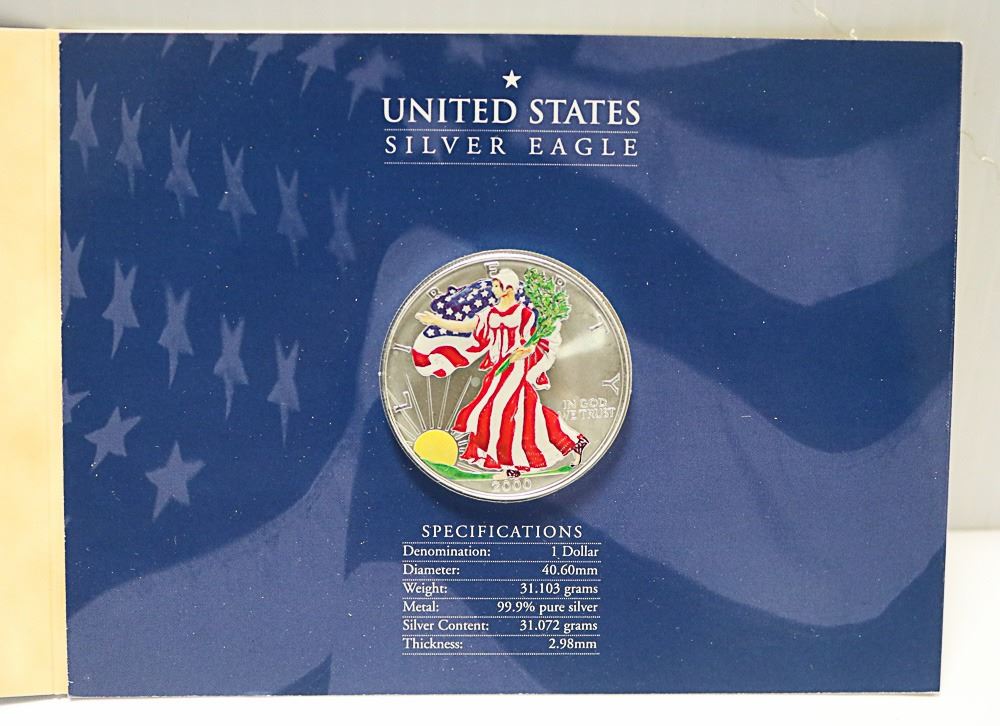 UNITED STATES
SILVER EAGLE
LIBERTY
IN GOD
WE TRUST
2000
SPECIFICATIONS
Denomination: 1 Dollar
Diameter: 40.60mm
Weight: 31.103 grams
Metal: 99.9% pure silver
Silver Content: 31.072 grams
Thickness: 2.98mm